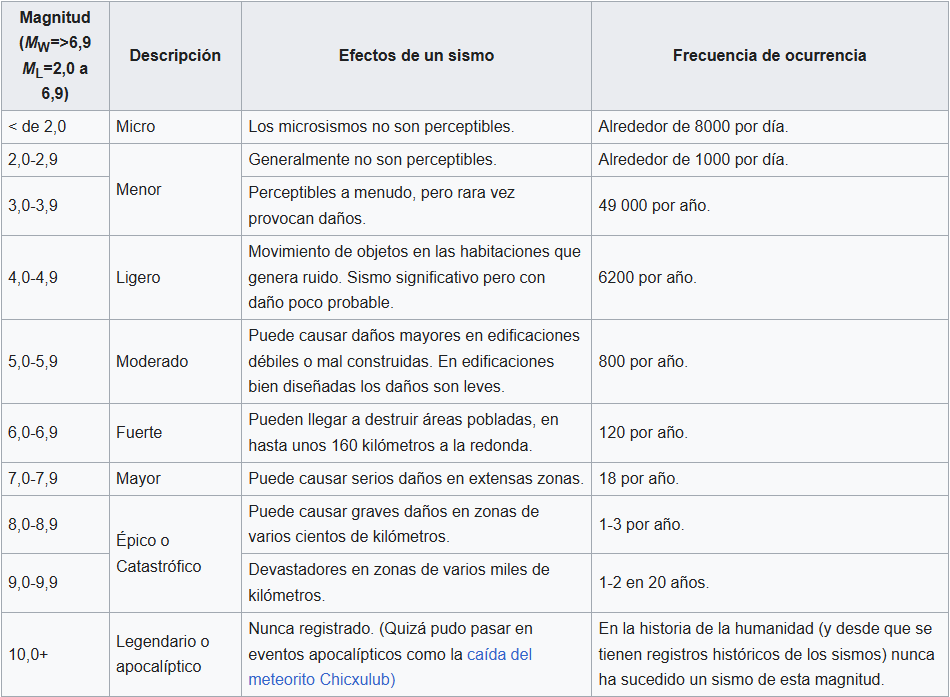 Magnitud
(MW=>6,9
ML=2,0 a
6,9)
Descripción
Efectos de un sismo
Frecuencia de ocurrencia
< de 2,0
Micro
Los microsismos no son perceptibles.
Alrededor de 8000 por día.
2,0-2,9
Menor
Generalmente no son perceptibles.
Alrededor de 1000 por día.
3,0-3,9
Perceptibles a menudo, pero rara vez
provocan daños.
49 000 por año.
4,0-4,9
Ligero
Movimiento de objetos en las habitaciones que
genera ruido. Sismo significativo pero con
daño poco probable.
6200 por año.
5,0-5,9
Moderado
Puede causar daños mayores en edificaciones
débiles o mal construidas. En edificaciones
bien diseñadas los daños son leves.
800 por año.
6,0-6,9
Fuerte
Pueden llegar a destruir áreas pobladas, en
hasta unos 160 kilómetros a la redonda.
120 por año.
7,0-7,9
Mayor
Puede causar serios daños en extensas zonas.
18 por año.
8,0-8,9
Épico o
Catastrófico
Puede causar graves daños en zonas de
varios cientos de kilómetros.
1-3 por año.
9,0-9,9
Devastadores en zonas de varios miles de
kilómetros.
1-2 en 20 años.
10,0+
Legendario o
apocalíptico
Nunca registrado. (Quizá pudo pasar en
eventos apocalípticos como la caída del
meteorito Chicxulub)
En la historia de la humanidad (y desde que se
tienen registros históricos de los sismos) nunca
ha sucedido un sismo de esta magnitud.